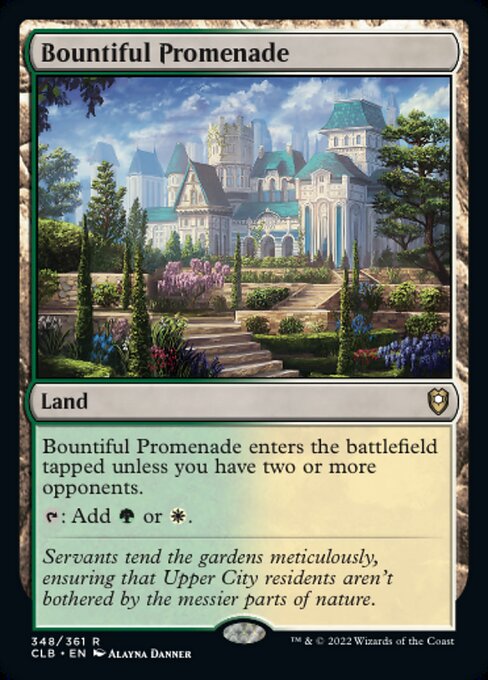 Bountiful Promenade
Land
Bountiful Promenade enters the battlefield
tapped unless you have two or more
opponents.
: Add or .
Servants tend the gardens meticulously,
ensuring that Upper City residents aren't
bothered by the messier parts of nature.
348/361 R
™ & © 2022 Wizards of the Coast
CLB • EN Alayna Danner